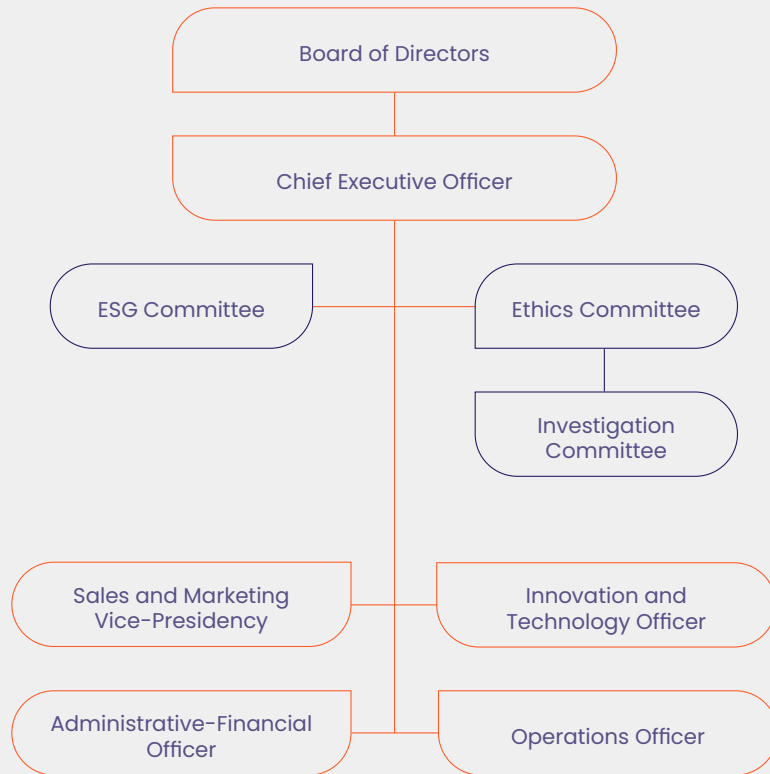 Board of Directors
Chief Executive Officer
ESG Committee
Ethics Committee
Investigation
Committee
Sales and Marketing
Vice-Presidency
Innovation and
Technology Officer
Administrative-Financial
Officer
Operations Officer